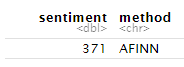 sentiment method
<dbl> <chr>
371 AFINN